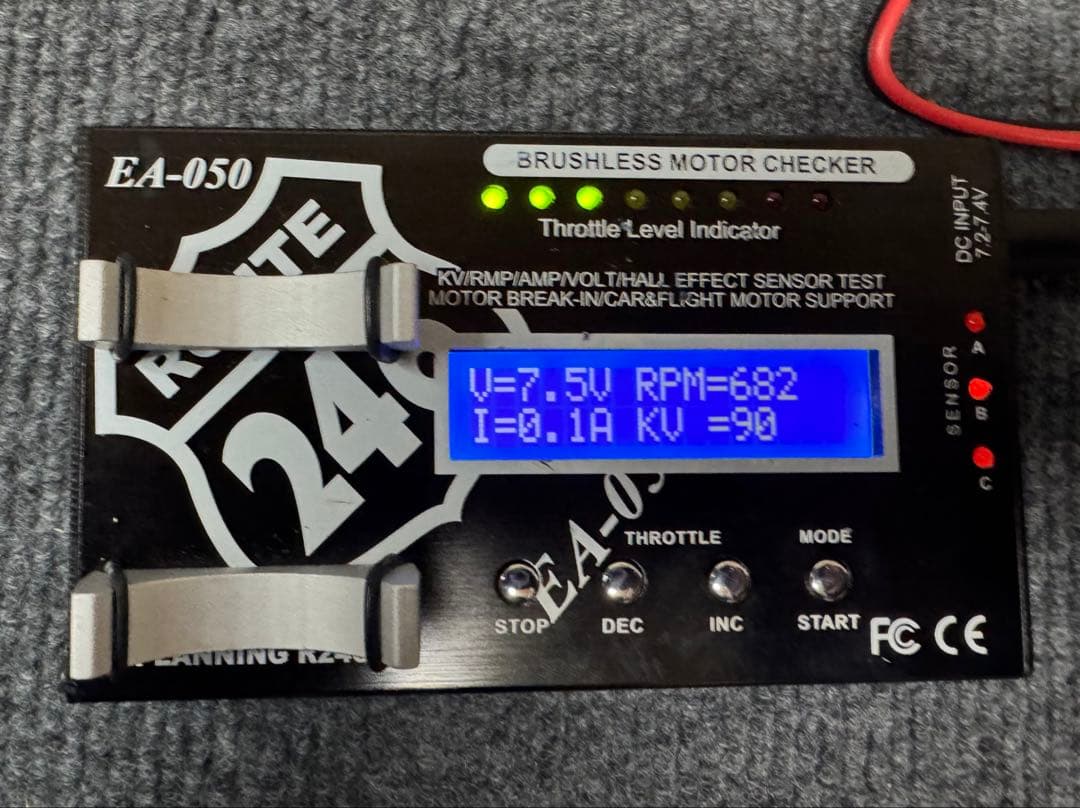 EA-050
BRUSHLESS MOTOR CHECKER
Throttle Level Indicator
DC INPUT
7.2-7.4V
KV/RMP/AMP/VOLT/HALL EFFECT SENSOR TEST
MOTOR BREAK-IN/CAR&FLIGHT MOTOR SUPPORT
V=7.5V RPM=682
I=0.1A KV =90
SENSOR
A
B
C
24
THROTTLE
MODE
STOP
DEC
INC
START
FC CE